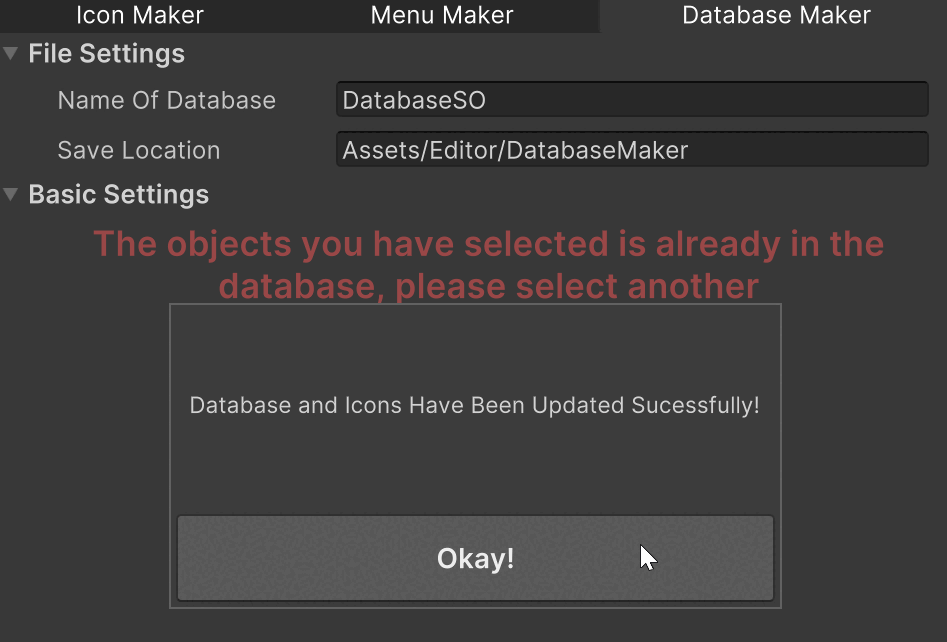 Icon Maker
Menu Maker
Database Maker
File Settings
Name Of Database
DatabaseSO
Save Location
Assets/Editor/DatabaseMaker
Basic Settings
The objects you have selected is already in the
database, please select another
Database and Icons Have Been Updated Sucessfully!
Okay!